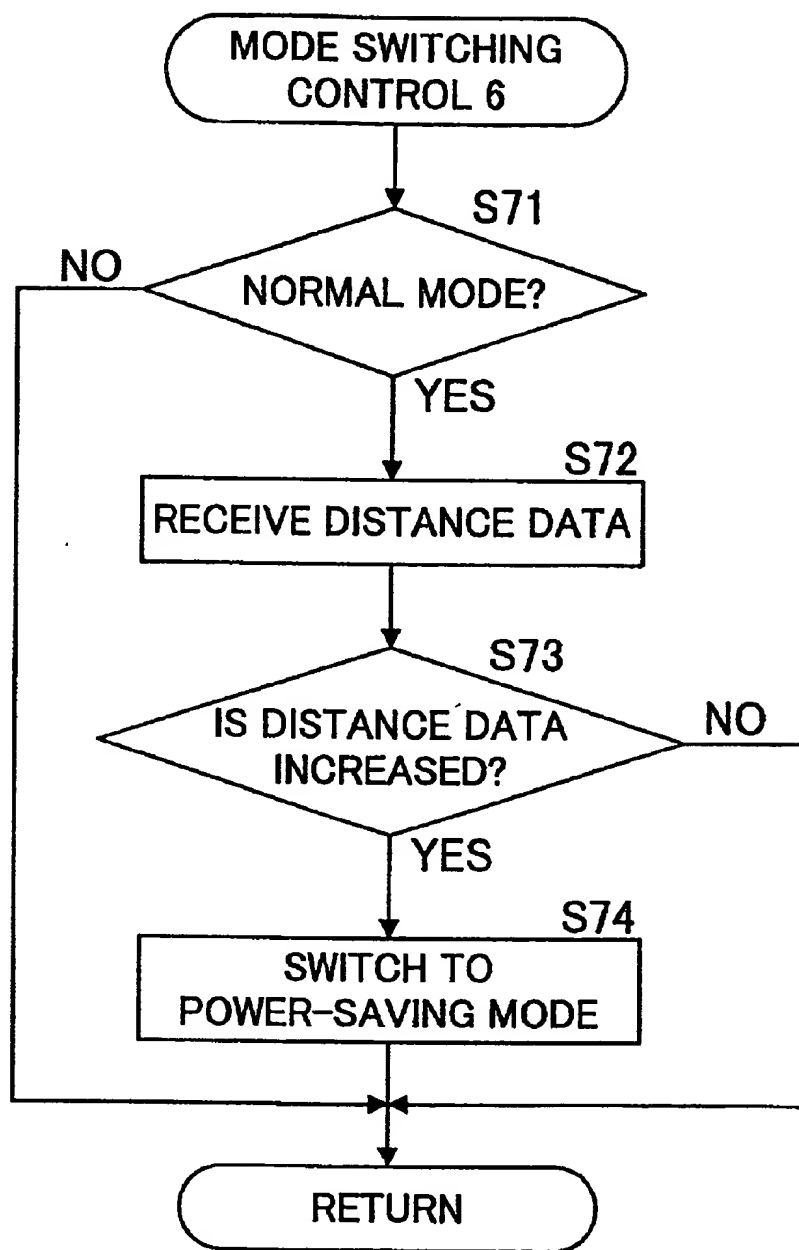 MODE SWITCHING
CONTROL 6
S71
NO
NORMAL MODE?
YES
S72
RECEIVE DISTANCE DATA
S73
IS DISTANCE DATA
INCREASED?
NO
YES
S74
SWITCH TO
POWER-SAVING MODE
RETURN